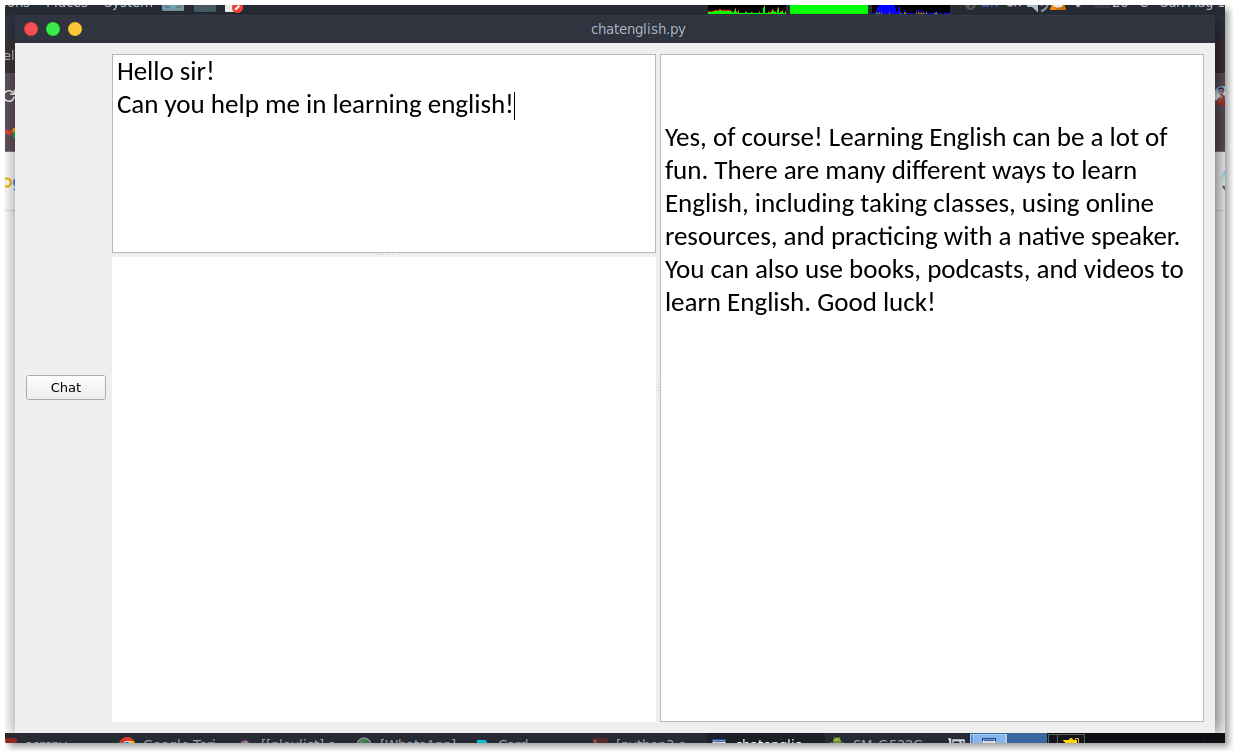 chatenglish.py
Hello sir!
Can you help me in learning english!
Yes, of course! Learning English can be a lot of
fun. There are many different ways to learn
English, including taking classes, using online
resources, and practicing with a native speaker.
You can also use books, podcasts, and videos to
learn English. Good luck!
Chat